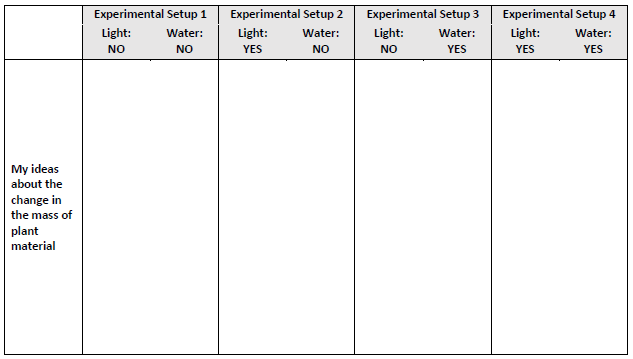 Experimental Setup 1 Experimental Setup 2 Experimental Setup 3 Experimental Setup 4
Light: Water: Light: Water: Light: Water: Light: Water:
NO NO YES NO NO YES YES YES
My ideas
about the
change in
the mass of
plant
material